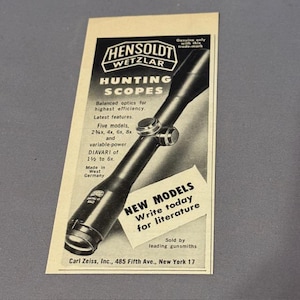 Genuine only
with this
trade-mark
HENSOLDT
WETZLAR
HUNTING
SCOPES
Balanced optics for
highest efficiency.
Latest features.
Five models,
2¾x, 4x, 6x, 8x
and
variable-power
DIAVARI of
1½ to 6x.
Made in
West
Germany
NEW MODELS
Write today
for literature
Sold by
leading gunsmiths
Carl Zeiss, Inc., 485 Fifth Ave., New York 17